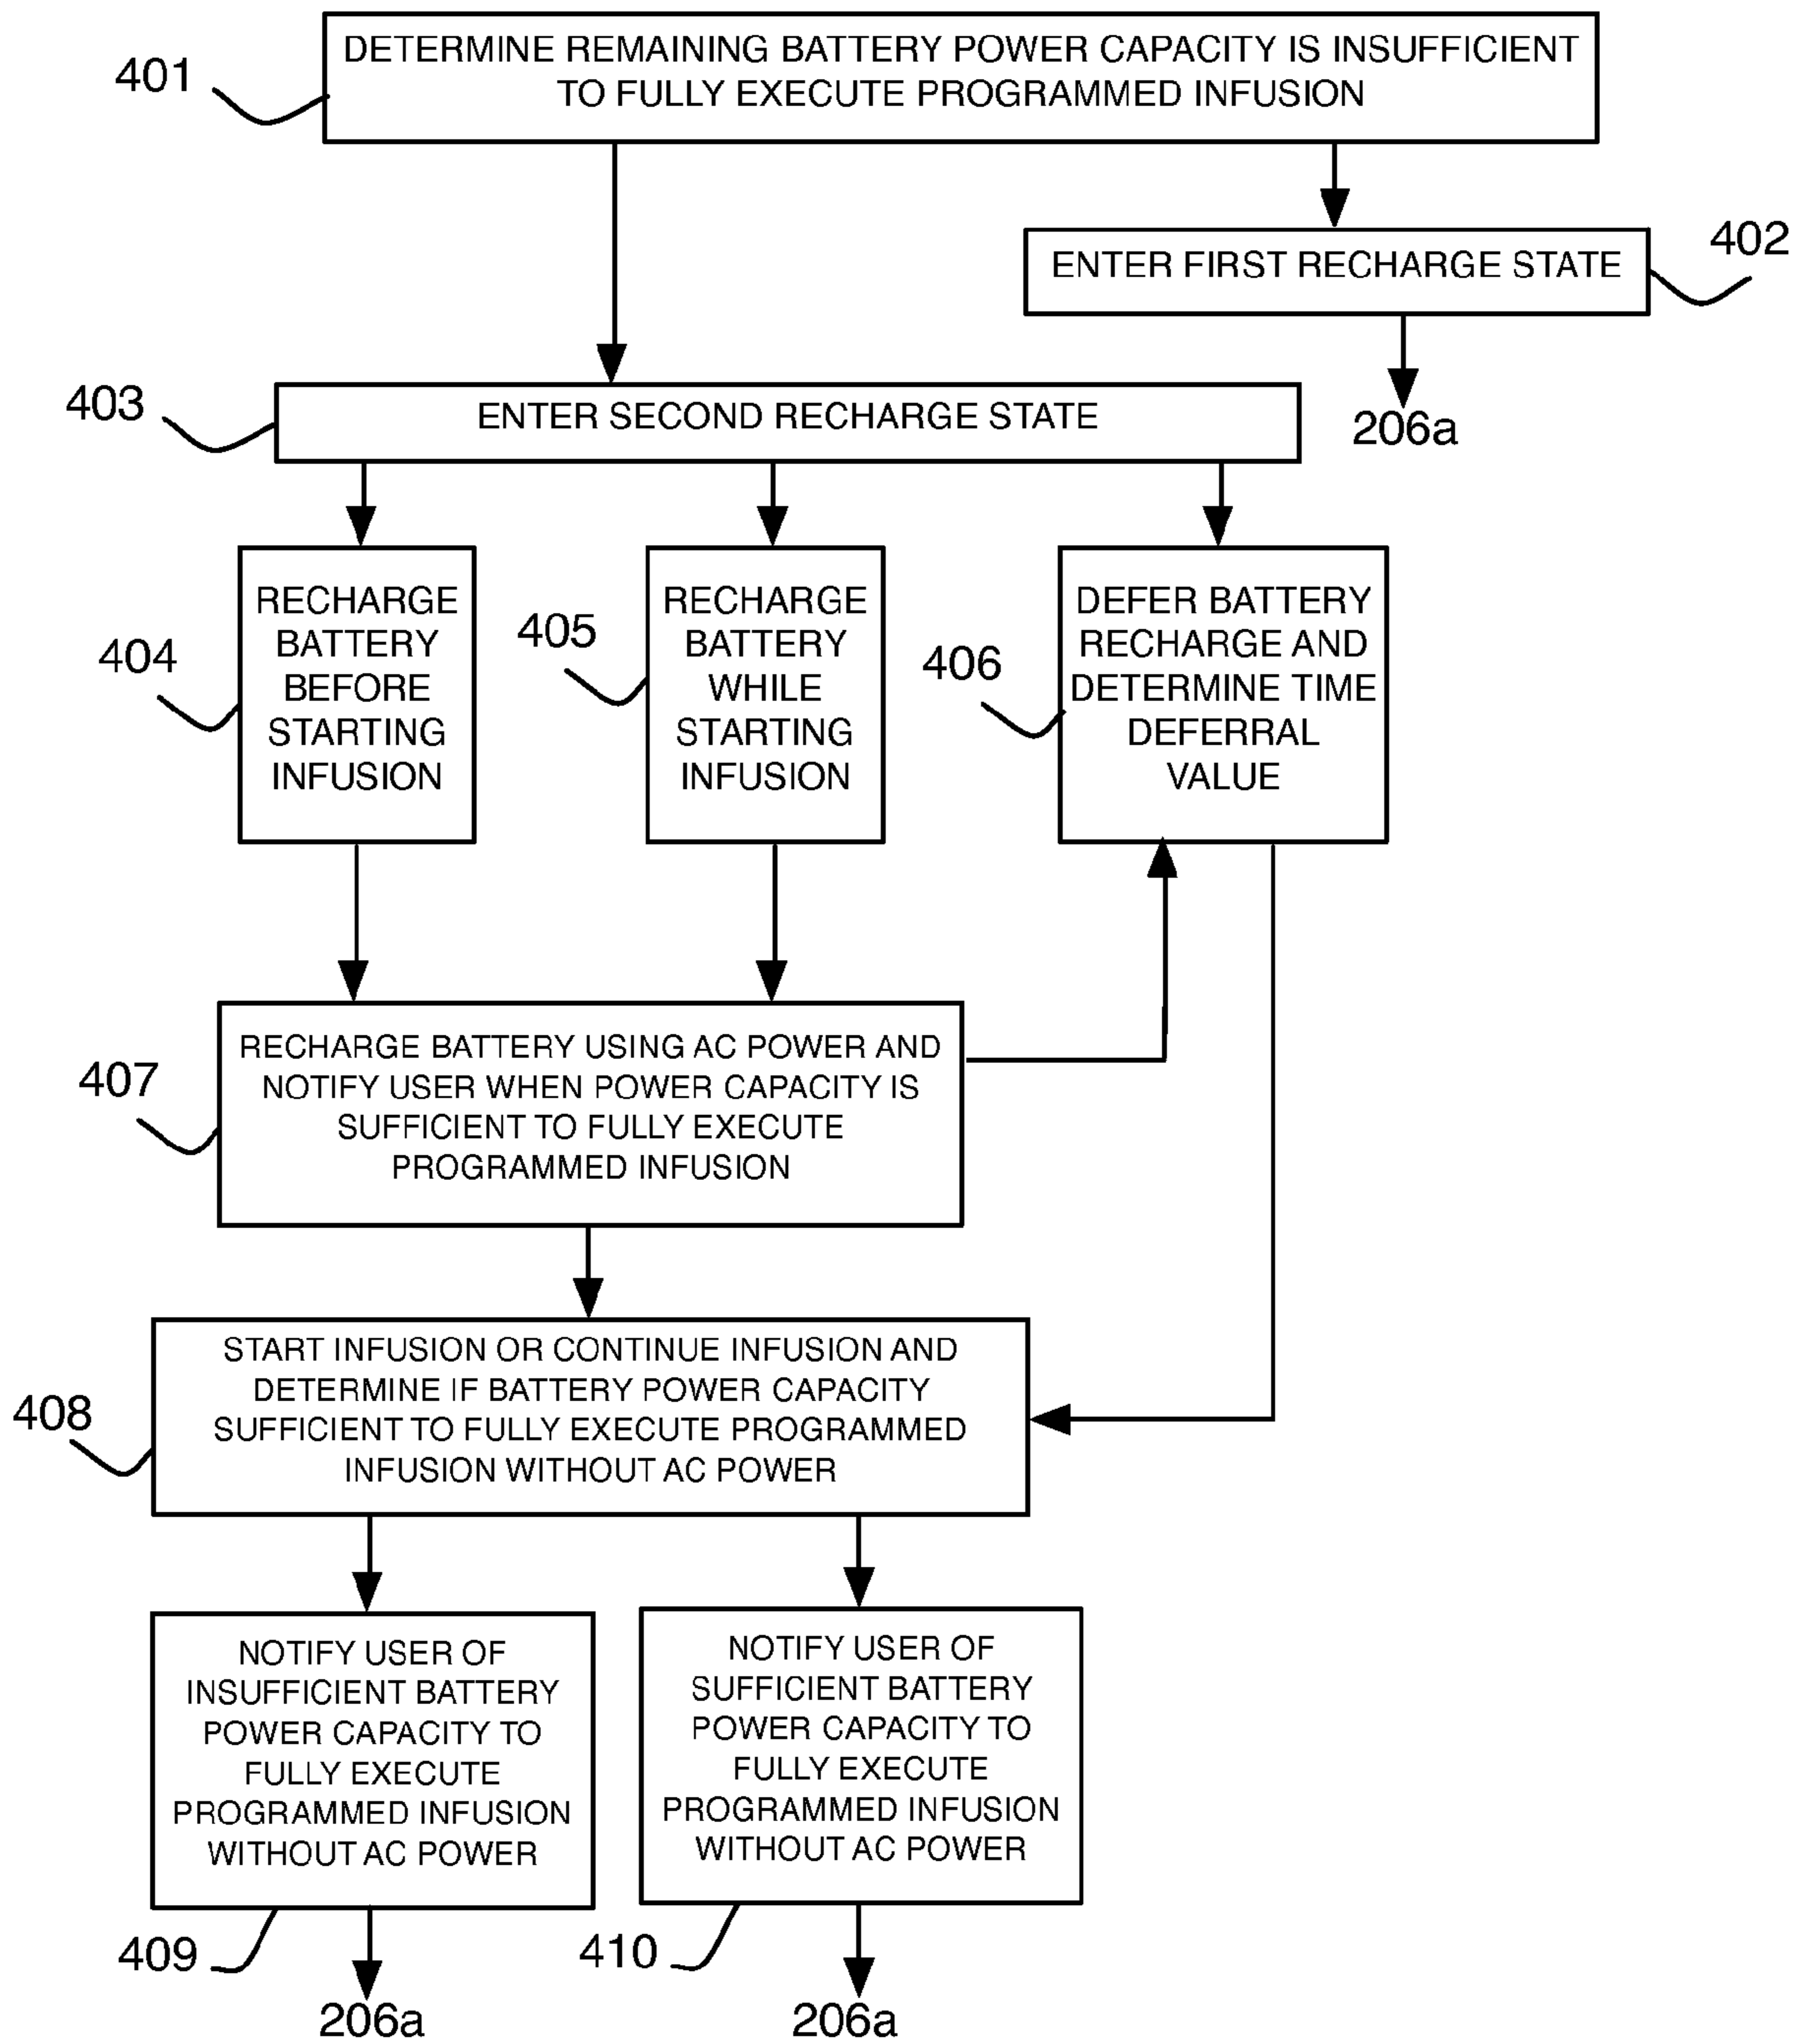 DETERMINE REMAINING BATTERY POWER CAPACITY IS INSUFFICIENT
TO FULLY EXECUTE PROGRAMMED INFUSION
401
ENTER FIRST RECHARGE STATE
402
206a
403
ENTER SECOND RECHARGE STATE
404
RECHARGE
BATTERY
BEFORE
STARTING
INFUSION
405
RECHARGE
BATTERY
WHILE
STARTING
INFUSION
406
DEFER BATTERY
RECHARGE AND
DETERMINE TIME
DEFERRAL
VALUE
407
RECHARGE BATTERY USING AC POWER AND
NOTIFY USER WHEN POWER CAPACITY IS
SUFFICIENT TO FULLY EXECUTE
PROGRAMMED INFUSION
408
START INFUSION OR CONTINUE INFUSION AND
DETERMINE IF BATTERY POWER CAPACITY
SUFFICIENT TO FULLY EXECUTE PROGRAMMED
INFUSION WITHOUT AC POWER
NOTIFY USER OF
INSUFFICIENT BATTERY
POWER CAPACITY TO
FULLY EXECUTE
PROGRAMMED INFUSION
WITHOUT AC POWER
409
206a
NOTIFY USER OF
SUFFICIENT BATTERY
POWER CAPACITY TO
FULLY EXECUTE
PROGRAMMED INFUSION
WITHOUT AC POWER
410
206a